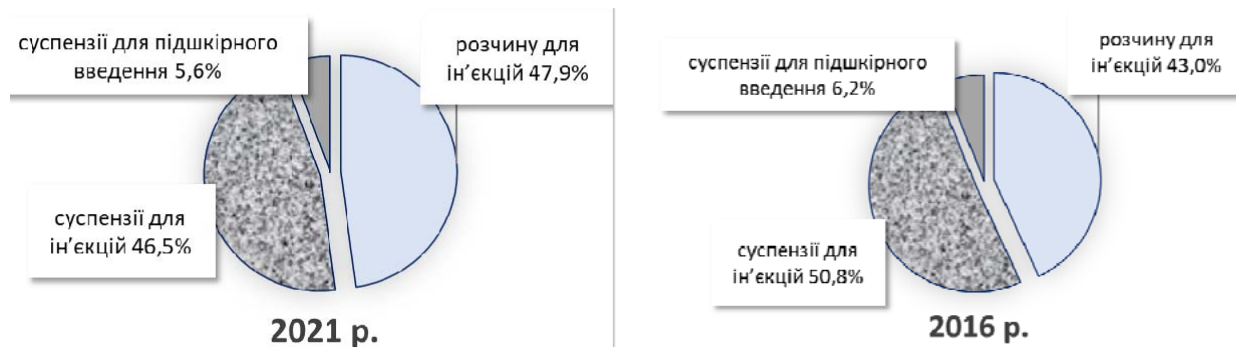 суспензії для підшкірного
введення 5,6%
розчину для
ін’єкцій 47,9%
суспензії для
ін’єкцій 46,5%
2021 р.
суспензії для підшкірного
введення 6,2%
розчину для
ін’єкцій 43,0%
суспензії для
ін’єкцій 50,8%
2016 р.